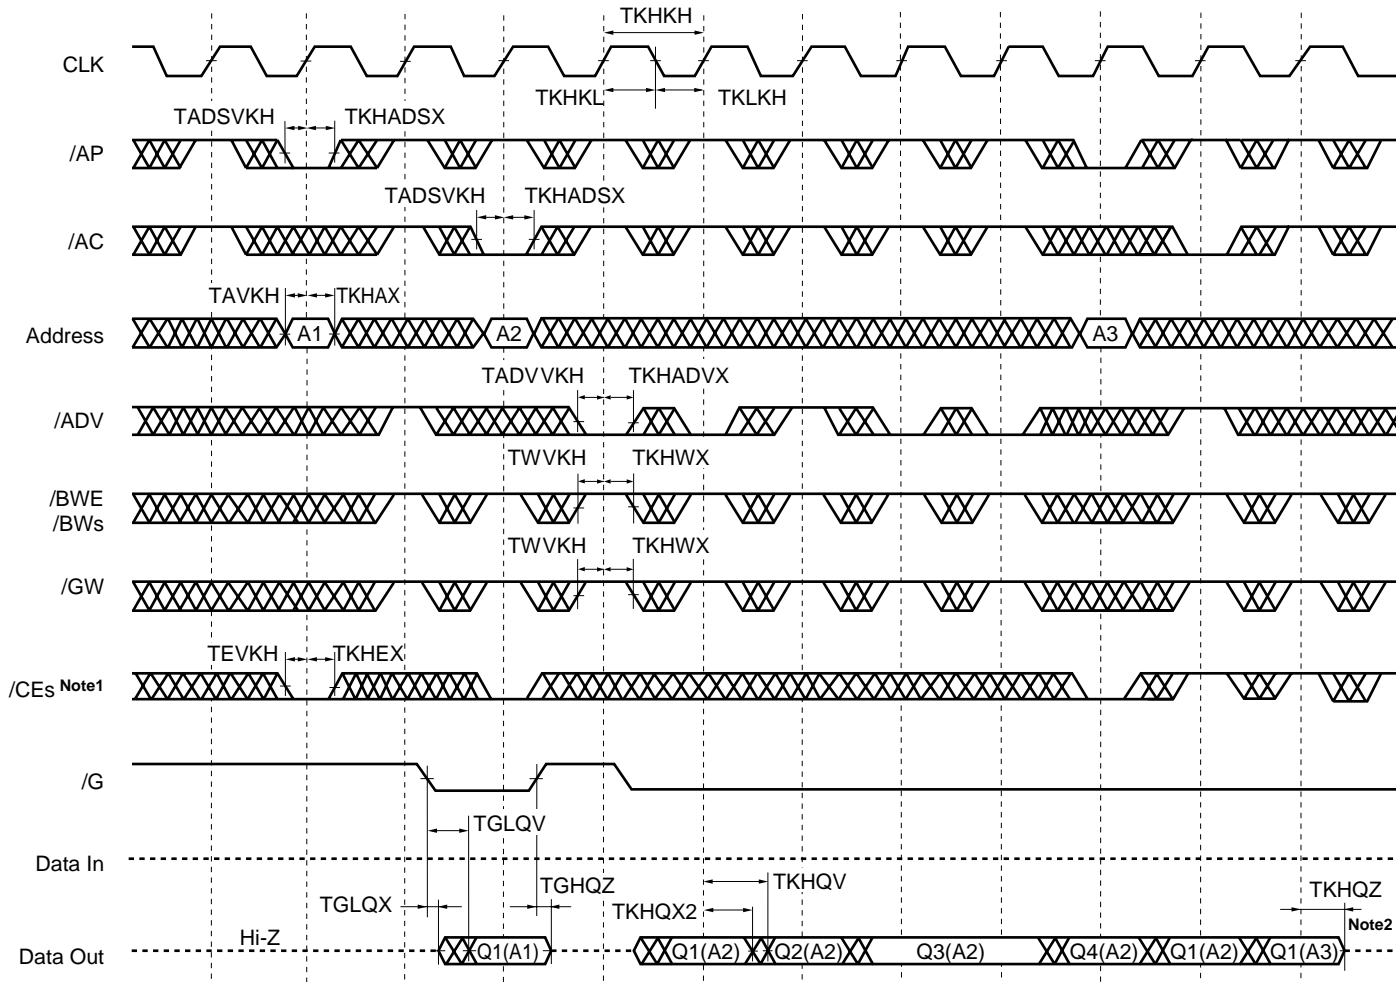 TKHKH
CLK
TKHKL TKLKH
TADSVKH TKHADSX
/AP
TADSVKH TKHADSX
/AC
TAVKH TKHAX
Address A1 A2 A3
TADVVKH TKHADVX
/ADV
TWVKH TKHWX
/BWE
/BWs
TWVKH TKHWX
/GW
TEVKH TKHEX
/CEs Note1
/G
TGLQV
Data In
TGHQZ TKHQV TKHQZ
TGLQX TKHQX2 Note2
Hi-Z
Data Out Q1(A1) Q1(A2) Q2(A2) Q3(A2) Q4(A2) Q1(A2) Q1(A3)